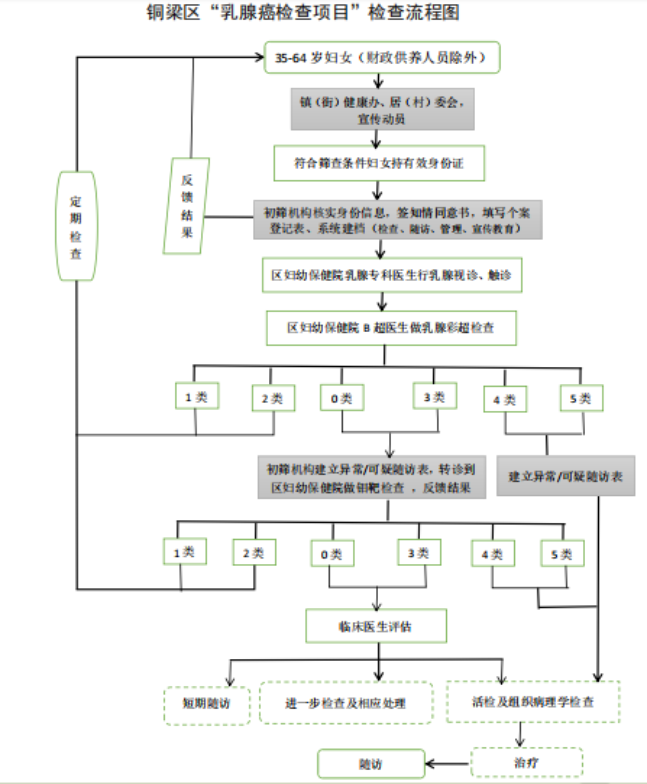 铜梁区“乳腺癌检查项目”检查流程图
35-64 岁妇女（财政供养人员除外）
镇（街）健康办、居（村）委会，
宣传动员
符合筛查条件妇女持有效身份证
定
期
检
查
反
馈
结
果
初筛机构核实身份信息，签知情同意书，填写个案
登记表、系统建档（检查、随访、管理、宣传教育）
区妇幼保健院乳腺专科医生行乳腺视诊、触诊
区妇幼保健院 B 超医生做乳腺彩超检查
1 类
2 类
0 类
3 类
4 类
5 类
初筛机构建立异常/可疑随访表，转诊到
区妇幼保健院做钼靶检查 ，反馈结果
建立异常/可疑随访表
1 类
2 类
0 类
3 类
4 类
5 类
临床医生评估
短期随访
进一步检查及相应处理
活检及组织病理学检查
随访
治疗